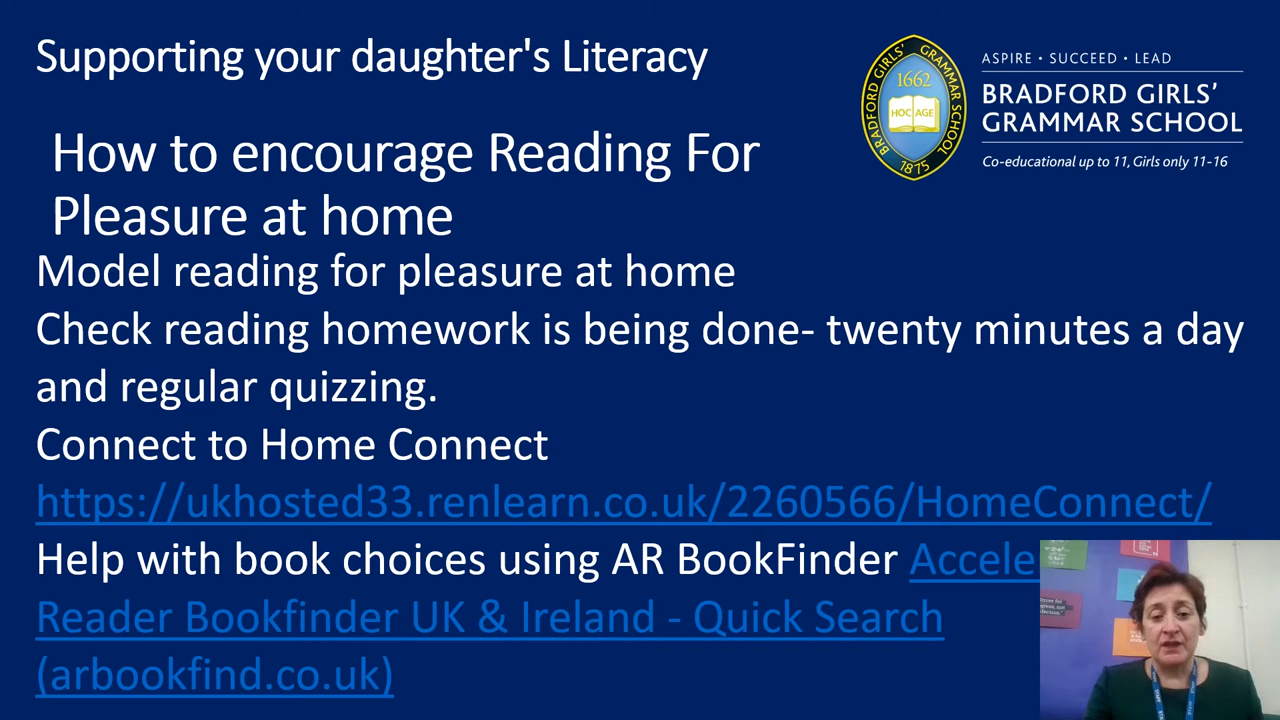 Supporting your daughter's Literacy
How to encourage Reading For
Pleasure at home
Model reading for pleasure at home
Check reading homework is being done- twenty minutes a day
and regular quizzing.
Connect to Home Connect
https://ukhosted33.renlearn.co.uk/2260566/HomeConnect/
Help with book choices using AR BookFinder Accele
Reader Bookfinder UK & Ireland - Quick Search
(arbookfind.co.uk)
BRADFORD GIRLS' GRAMMAR SCHOOL
1662
HOC AGE
1875
ASPIRE • SUCCEED • LEAD
BRADFORD GIRLS'
GRAMMAR SCHOOL
Co-educational up to 11, Girls only 11-16